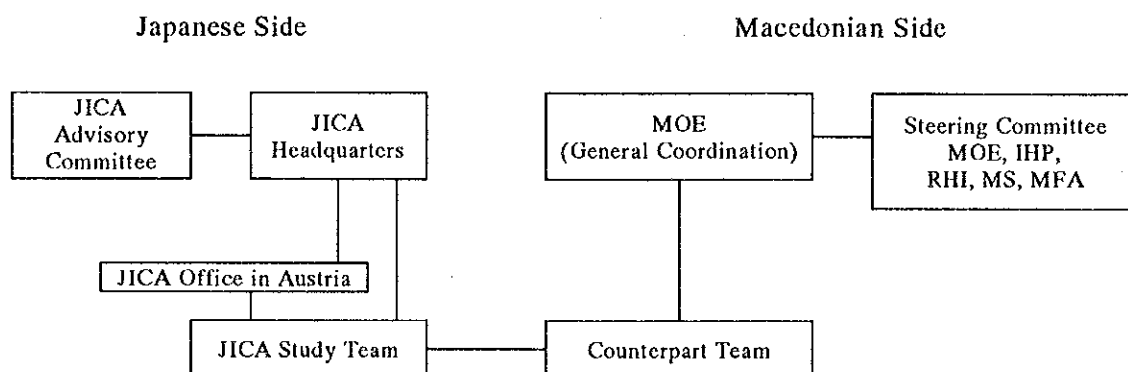 Japanese Side
Macedonian Side
JICA
Advisory
Committee
JICA
Headquarters
MOE
(General Coordination)
Steering Committee
MOE, IHP,
RHI, MS, MFA
JICA Office in Austria
JICA Study Team
Counterpart Team